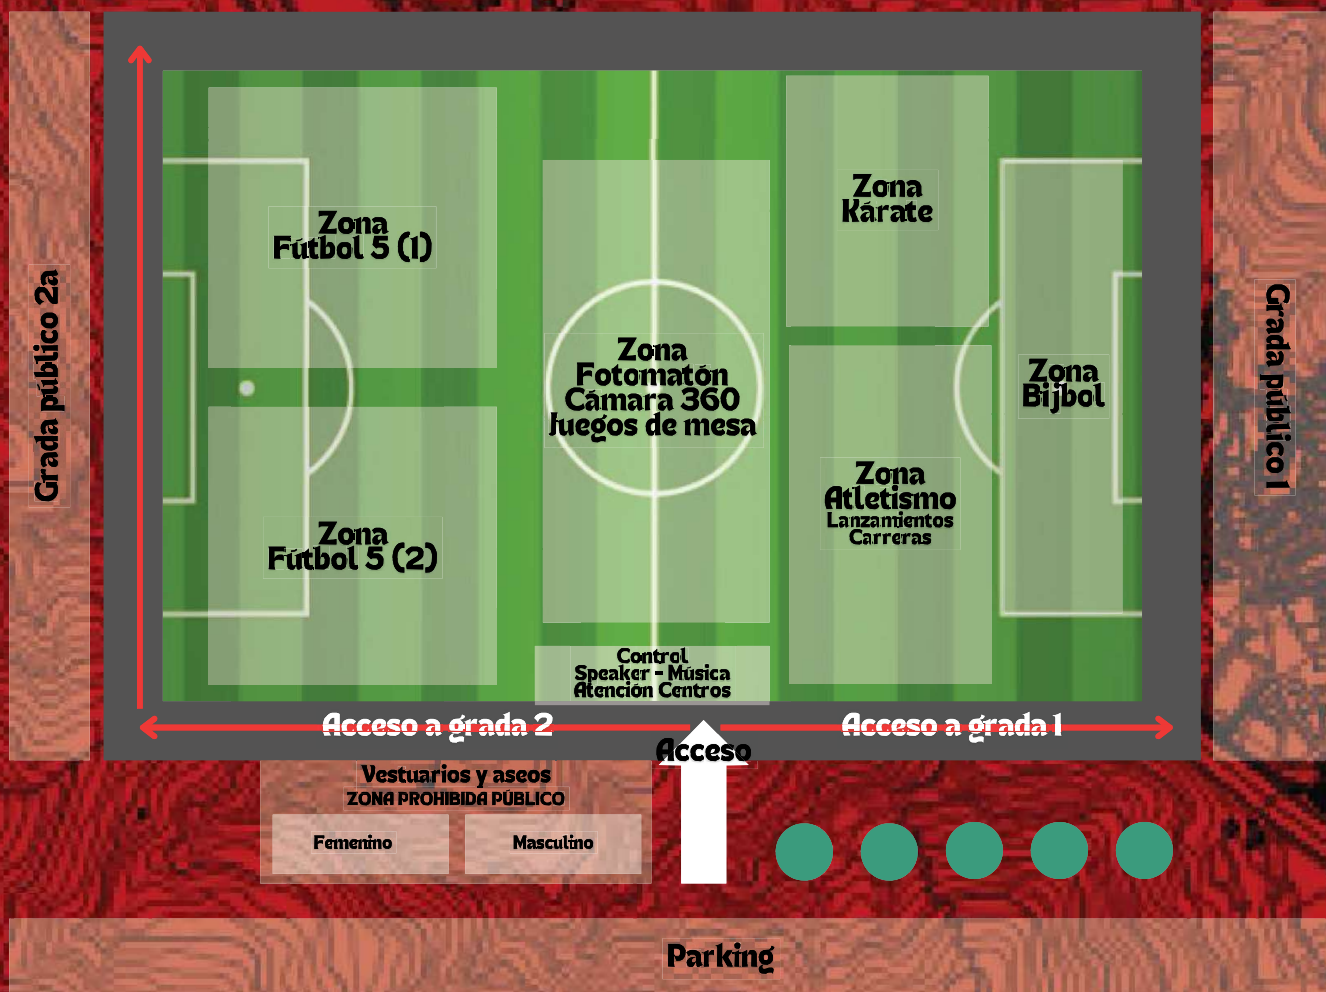 Grada público 2a
Zona
Fútbol 5 (1)
Zona
Fútbol 5 (2)
Zona
Fotomatón
Cámara 360
Juegos de mesa
Zona
Kárate
Zona
Atletismo
Lanzamientos
Carreras
Zona
Bijbol
Grada público 1
Control
Speaker - Música
Atención Centros
Acceso a grada 2
Acceso a grada 1
Acceso
Vestuarios y aseos
ZONA PROHIBIDA PÚBLICO
Femenino
Masculino
Parking